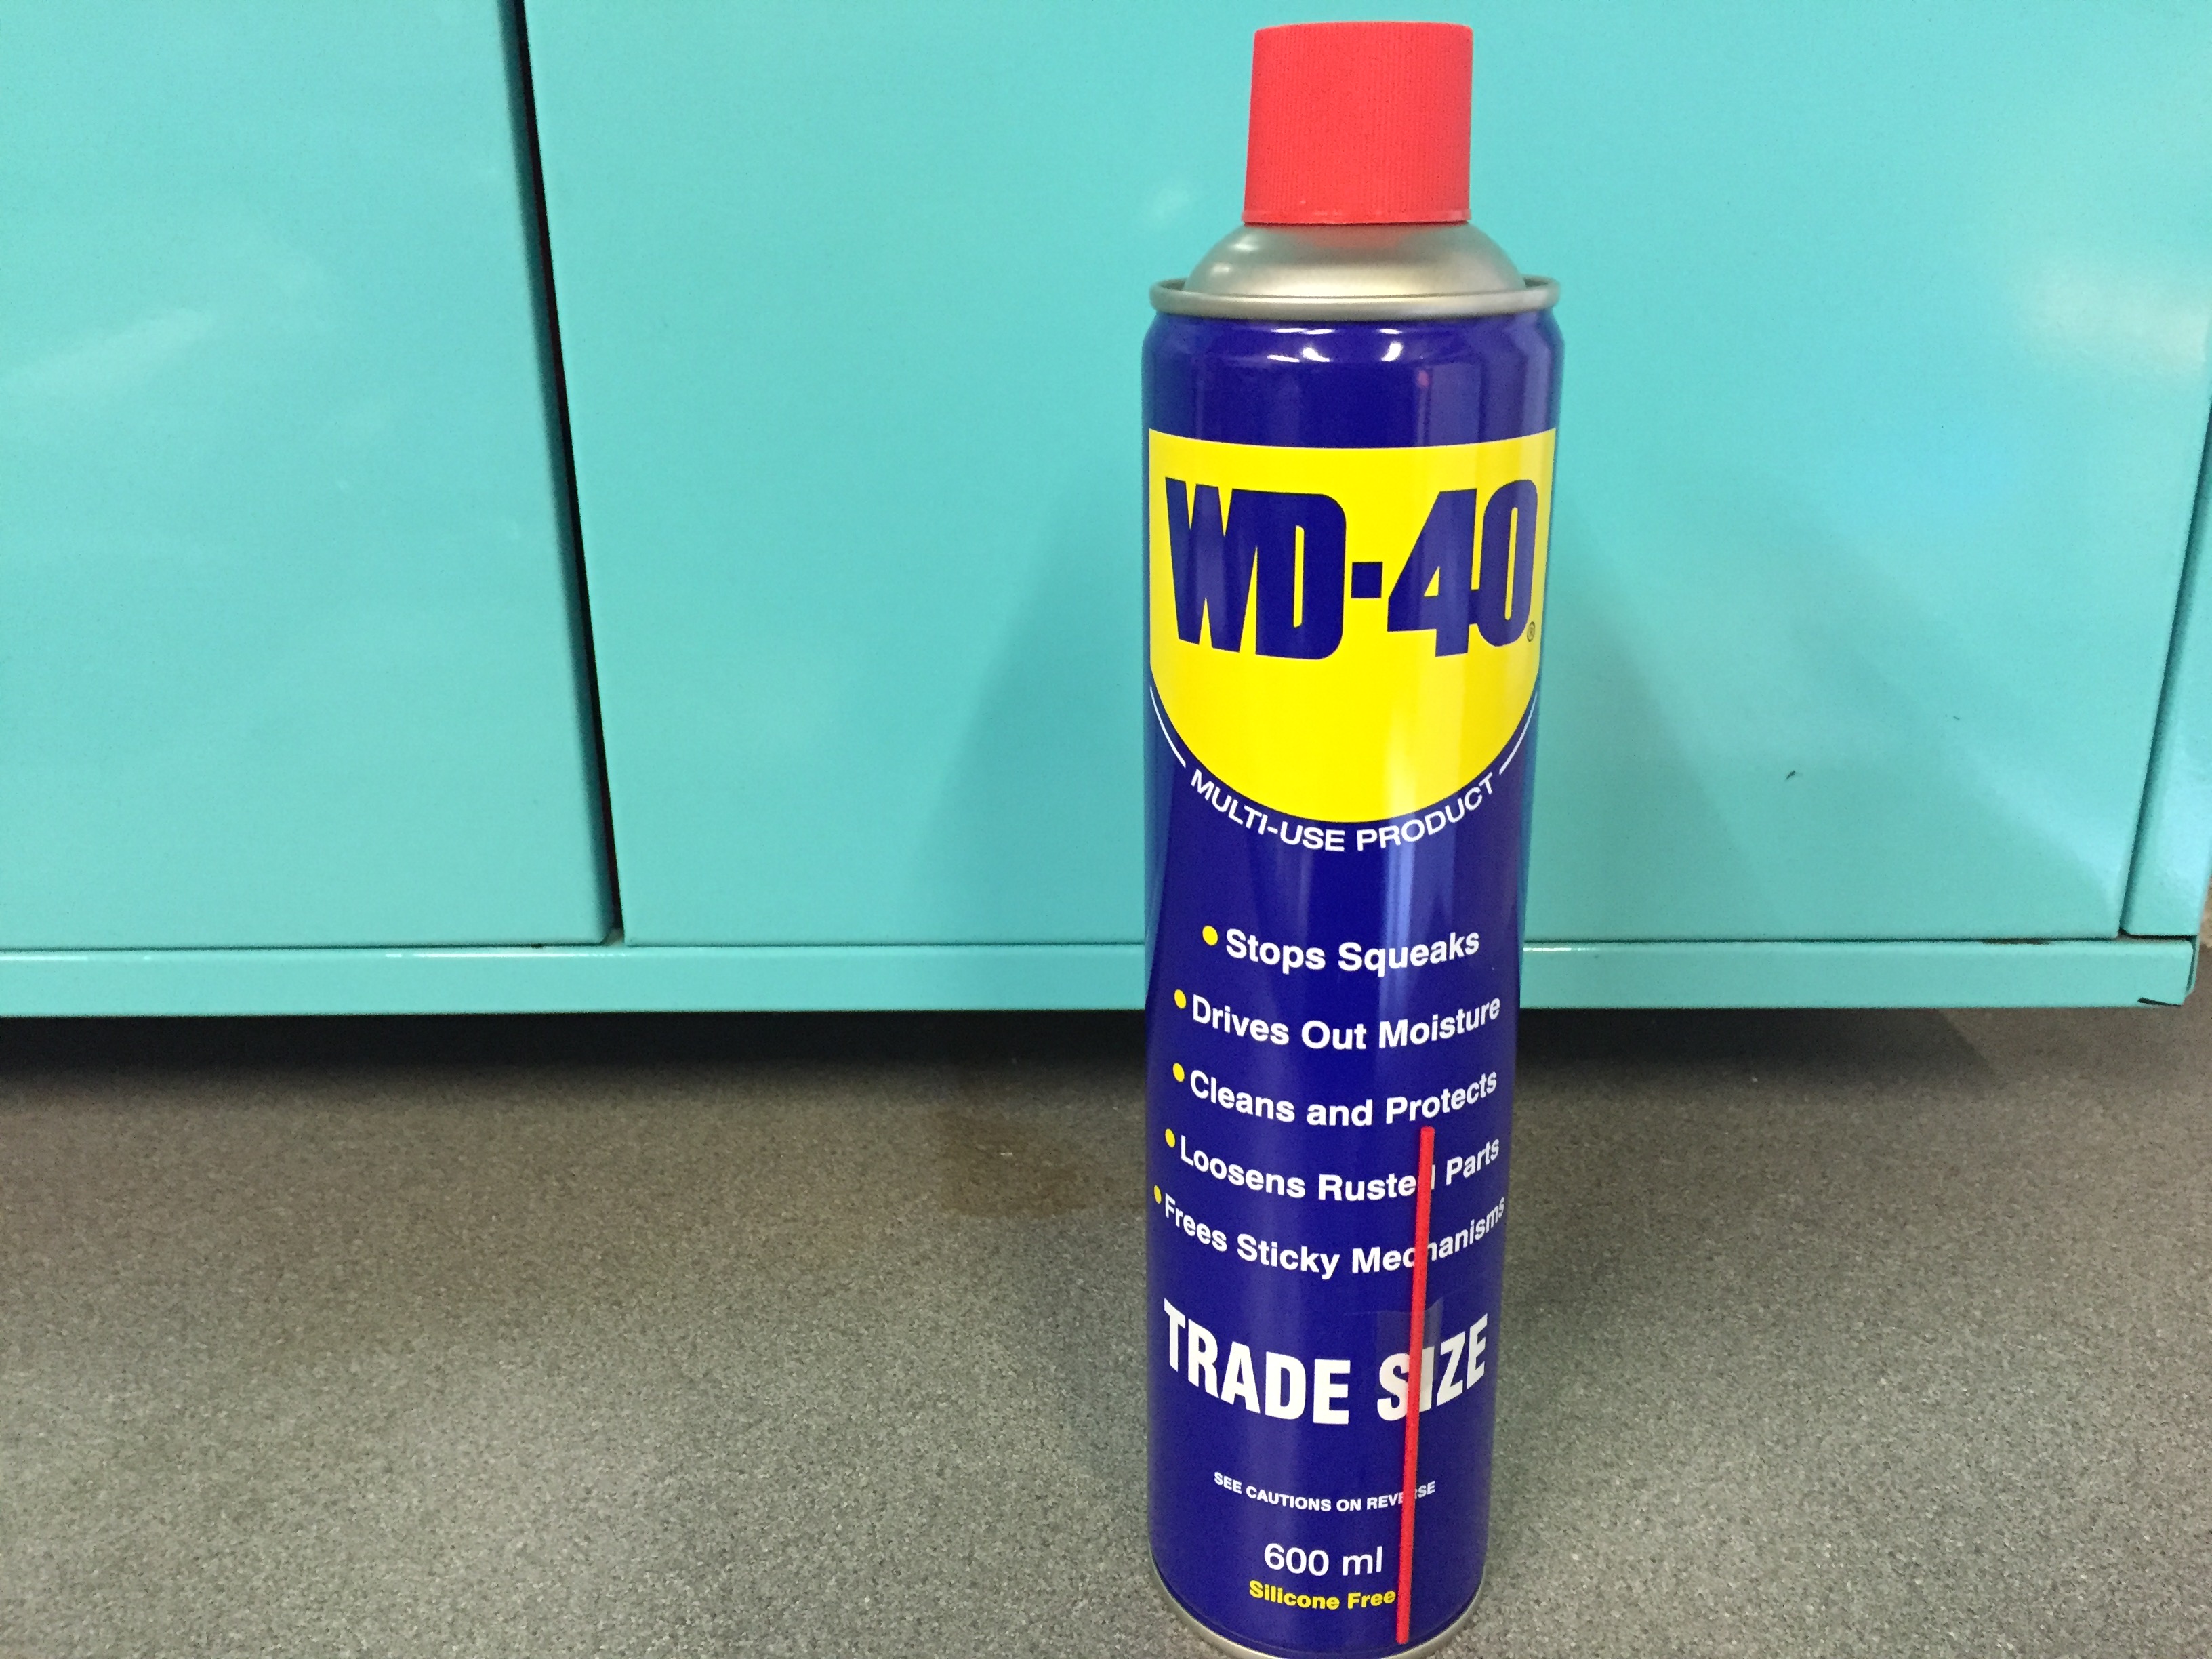 WD-40®
MULTI-USE PRODUCT
Stops Squeaks
Drives Out Moisture
Cleans and Protects
Loosens Rusted Parts
Frees Sticky Mechanisms
TRADE SIZE
SEE CAUTIONS ON REVERSE
600 ml
Silicone Free